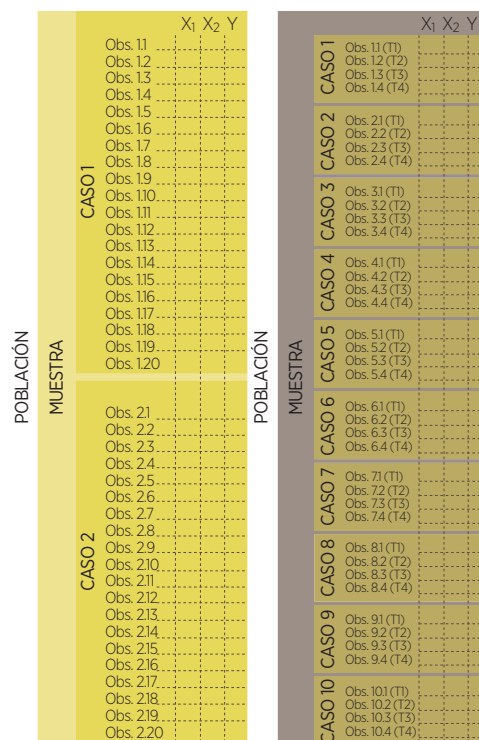 X₁ X₂ Y
POBLACIÓN
MUESTRA
CASO 1
Obs. 1.1
Obs. 1.2
Obs. 1.3
Obs. 1.4
Obs. 1.5
Obs. 1.6
Obs. 1.7
Obs. 1.8
Obs. 1.9
Obs. 1.10
Obs. 1.11
Obs. 1.12
Obs. 1.13
Obs. 1.14
Obs. 1.15
Obs. 1.16
Obs. 1.17
Obs. 1.18
Obs. 1.19
Obs. 1.20
CASO 2
Obs. 2.1
Obs. 2.2
Obs. 2.3
Obs. 2.4
Obs. 2.5
Obs. 2.6
Obs. 2.7
Obs. 2.8
Obs. 2.9
Obs. 2.10
Obs. 2.11
Obs. 2.12
Obs. 2.13
Obs. 2.14
Obs. 2.15
Obs. 2.16
Obs. 2.17
Obs. 2.18
Obs. 2.19
Obs. 2.20
X₁ X₂ Y
POBLACIÓN
MUESTRA
CASO 1
Obs. 1.1 (T1)
Obs. 1.2 (T2)
Obs. 1.3 (T3)
Obs. 1.4 (T4)
CASO 2
Obs. 2.1 (T1)
Obs. 2.2 (T2)
Obs. 2.3 (T3)
Obs. 2.4 (T4)
CASO 3
Obs. 3.1 (T1)
Obs. 3.2 (T2)
Obs. 3.3 (T3)
Obs. 3.4 (T4)
CASO 4
Obs. 4.1 (T1)
Obs. 4.2 (T2)
Obs. 4.3 (T3)
Obs. 4.4 (T4)
CASO 5
Obs. 5.1 (T1)
Obs. 5.2 (T2)
Obs. 5.3 (T3)
Obs. 5.4 (T4)
CASO 6
Obs. 6.1 (T1)
Obs. 6.2 (T2)
Obs. 6.3 (T3)
Obs. 6.4 (T4)
CASO 7
Obs. 7.1 (T1)
Obs. 7.2 (T2)
Obs. 7.3 (T3)
Obs. 7.4 (T4)
CASO 8
Obs. 8.1 (T1)
Obs. 8.2 (T2)
Obs. 8.3 (T3)
Obs. 8.4 (T4)
CASO 9
Obs. 9.1 (T1)
Obs. 9.2 (T2)
Obs. 9.3 (T3)
Obs. 9.4 (T4)
CASO 10
Obs. 10.1 (T1)
Obs. 10.2 (T2)
Obs. 10.3 (T3)
Obs. 10.4 (T4)